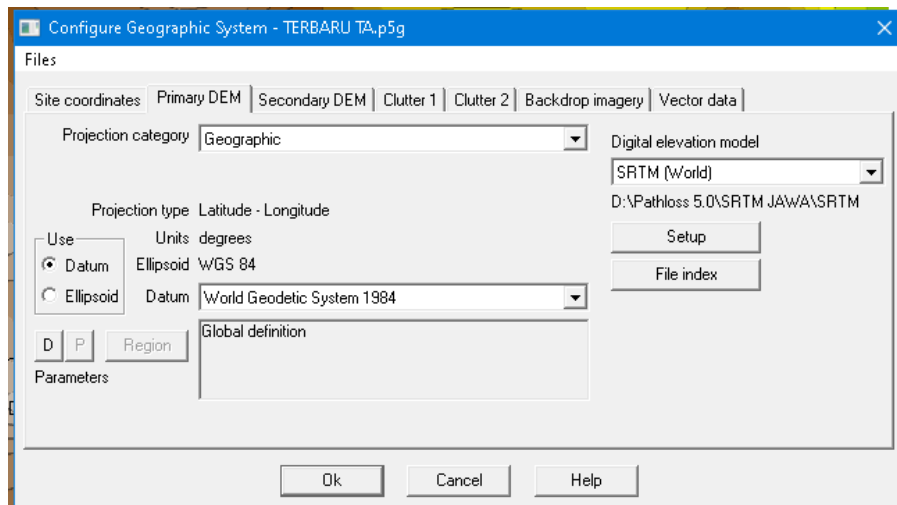 Configure Geographic System - TERBARU TA.p5g
Files
Site coordinates Primary DEM Secondary DEM Clutter 1 Clutter 2 Backdrop imagery Vector data
Projection category Geographic
Digital elevation model
SRTM (World)
D:\Pathloss 5.0\SRTM JAWA\SRTM
Setup
File index
Projection type Latitude - Longitude
Use
Datum
Ellipsoid
Units degrees
Ellipsoid WGS 84
Datum World Geodetic System 1984
Global definition
D P Region
Parameters
Ok Cancel Help